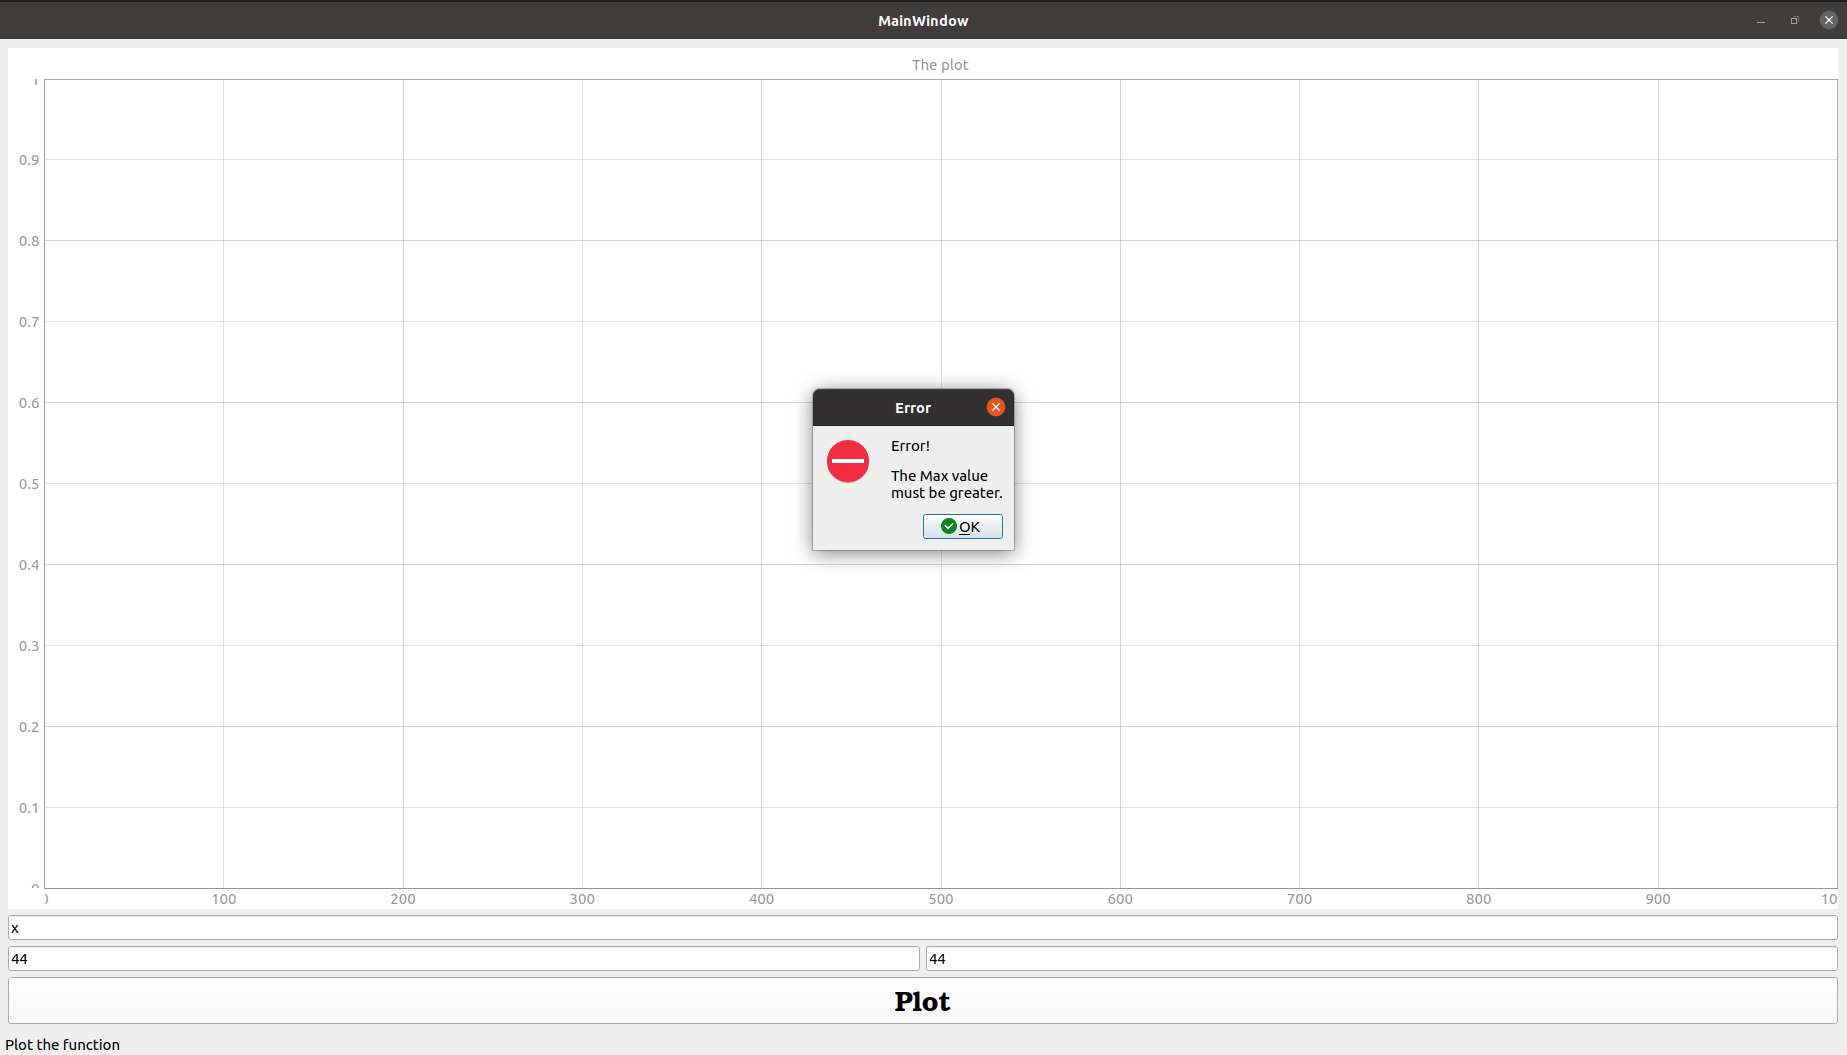 MainWindow
The plot
1
0.9
0.8
0.7
0.6
0.5
0.4
0.3
0.2
0.1
0
Error
Error!
The Max value
must be greater.
OK
100 200 300 400 500 600 700 800 900 10
x
44 44
Plot
Plot the function